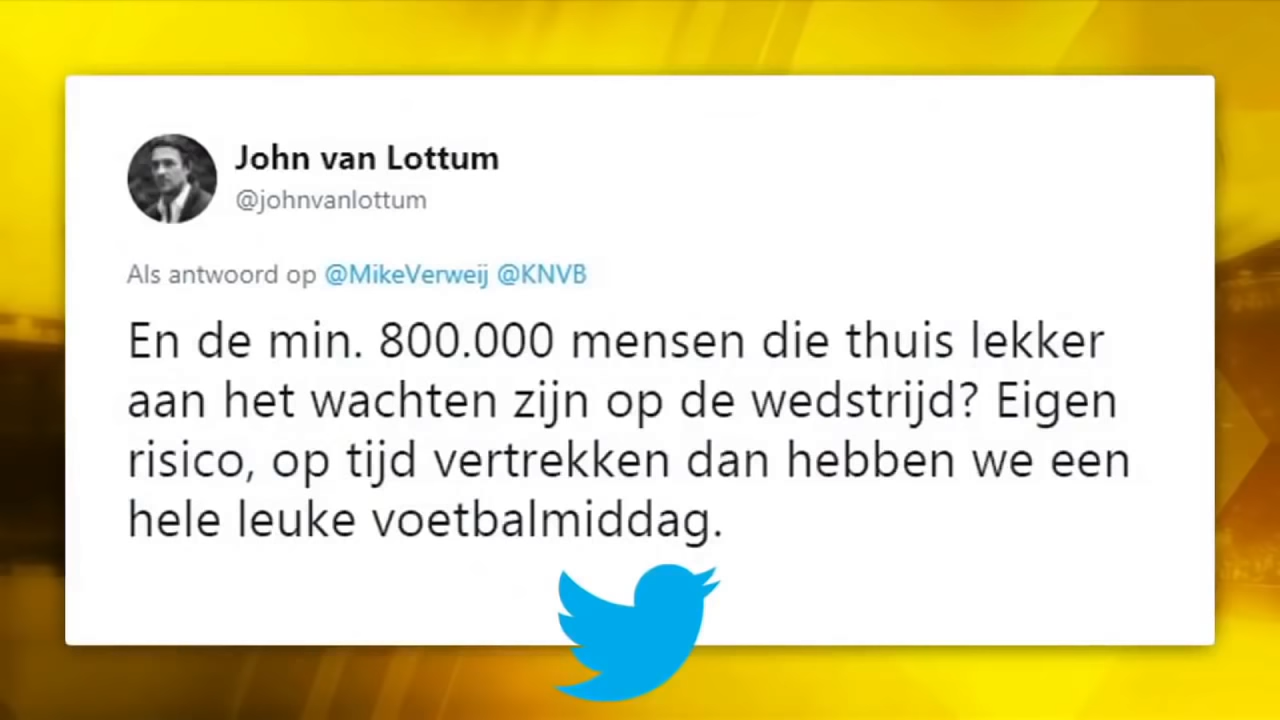 John van Lottum
@johnvanlottum
Als antwoord op @MikeVerweij @KNVB
En de min. 800.000 mensen die thuis lekker
aan het wachten zijn op de wedstrijd? Eigen
risico, op tijd vertrekken dan hebben we een
hele leuke voetbalmiddag.